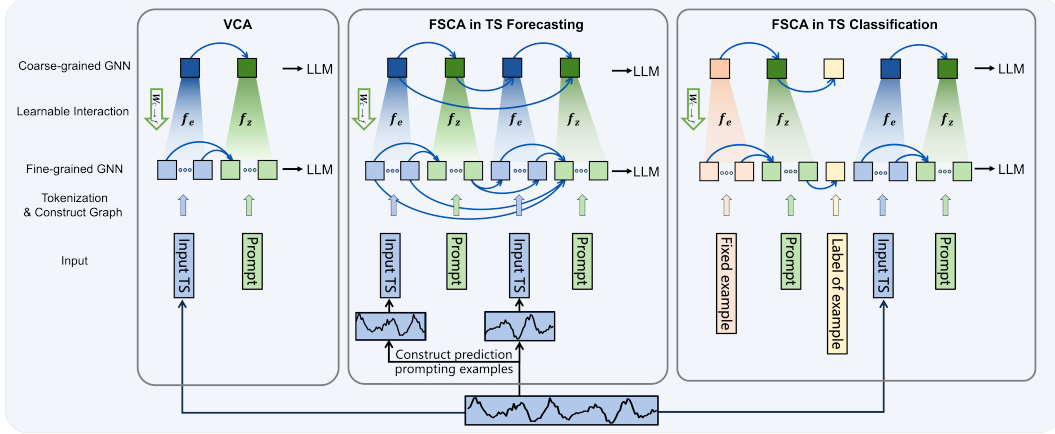 VCA
FSCA in TS Forecasting
FSCA in TS Classification
Coarse-grained GNN
LLM
LLM
LLM
Learnable Interaction
f_e
f_z
f_e
f_z
f_e
f_z
f_e
f_z
f_e
f_z
Fine-grained GNN
LLM
LLM
LLM
Tokenization
& Construct Graph
Input
Input TS
Prompt
Input TS
Prompt
Input TS
Prompt
Fixed example
Prompt
Label of example
Input TS
Prompt
Construct prediction
prompting examples